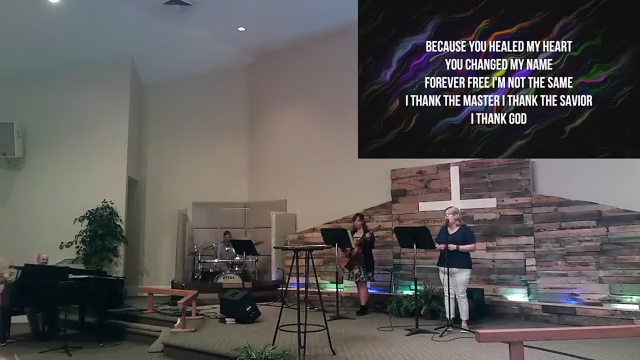 BECAUSE YOU HEALED MY HEART
YOU CHANGED MY NAME
FOREVER FREE I'M NOT THE SAME
I THANK THE MASTER I THANK THE SAVIOR
I THANK GOD